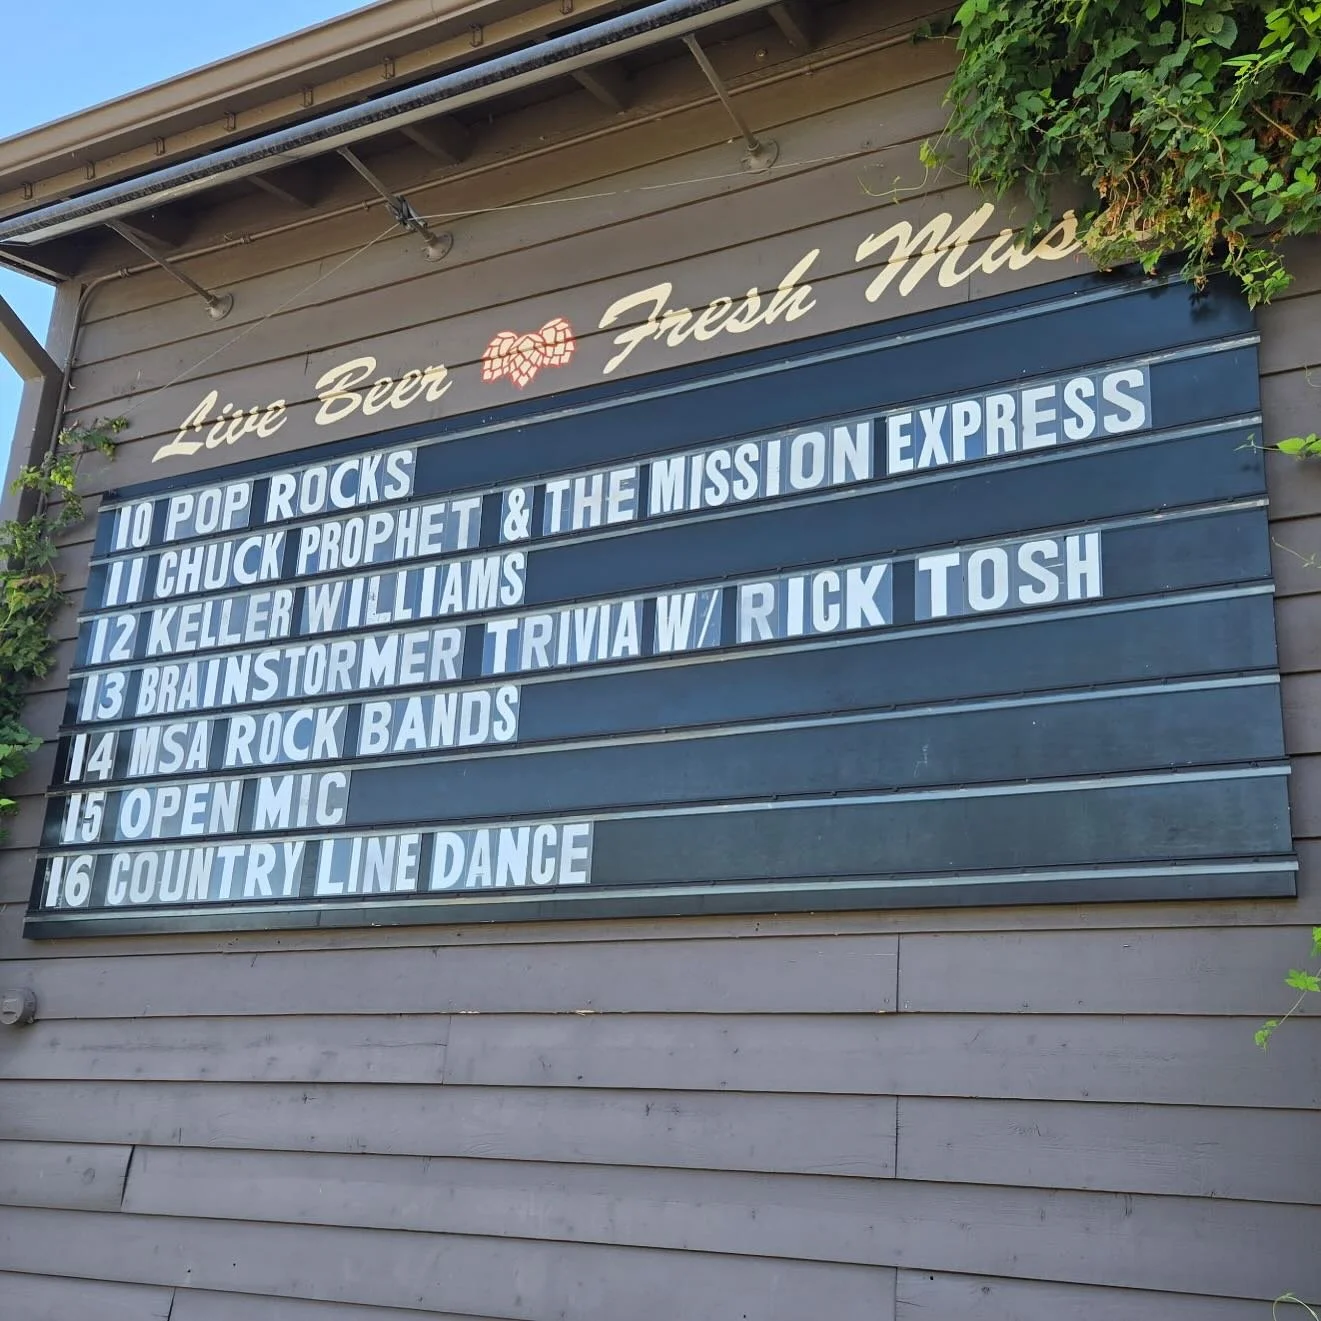 Live Beer Fresh Music
10 POP ROCKS
11 CHUCK PROPHET & THE MISSION EXPRESS
12 KELLER WILLIAMS
13 BRAINSTORMER TRIVIA W/ RICK TOSH
14 MSA ROCK BANDS
15 OPEN MIC
16 COUNTRY LINE DANCE